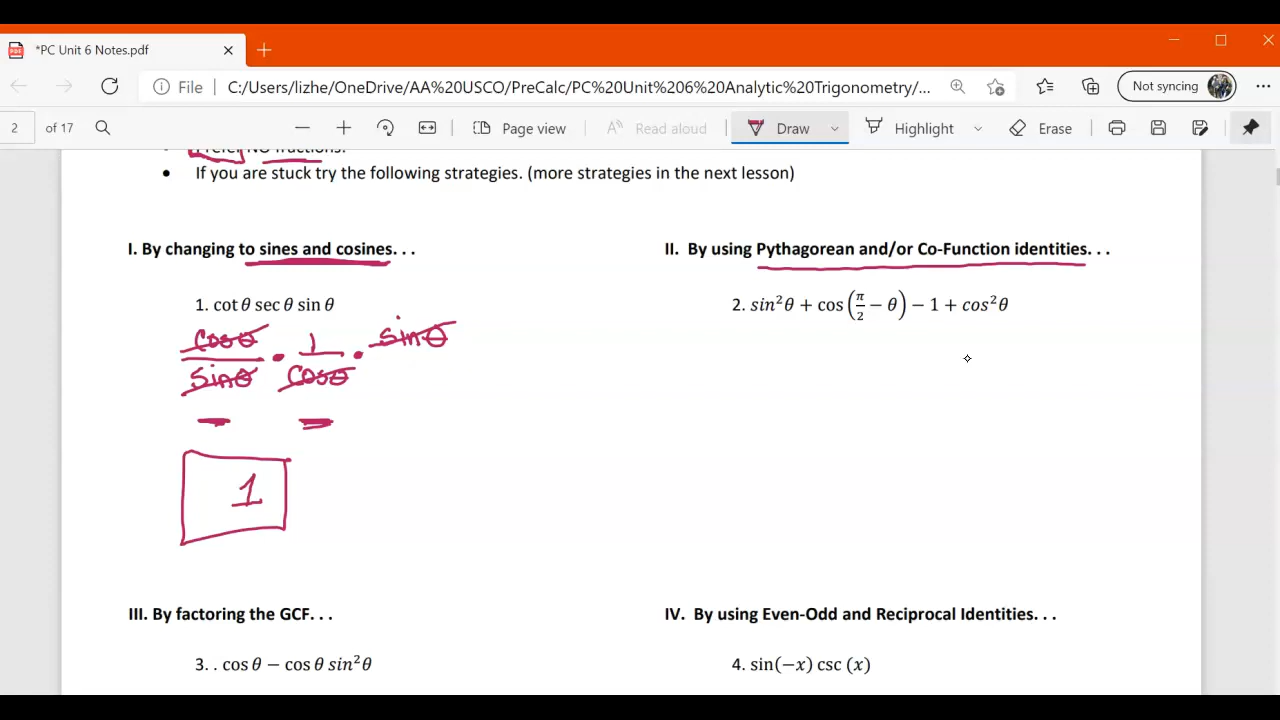 *PC Unit 6 Notes.pdf
File C:/Users/lizhe/OneDrive/AA%20USCO/PreCalc/PC%20Unit%206%20Analytic%20Trigonometry/... Not syncing
2 of 17 Page view Read aloud Draw Highlight Erase
Prefer NO fractions.
• If you are stuck try the following strategies. (more strategies in the next lesson)
I. By changing to sines and cosines. . .
1. cot θ sec θ sin θ
cosθ/sinθ · 1/cosθ · sinθ
1
II. By using Pythagorean and/or Co-Function identities. . .
2. sin²θ + cos(π/2 − θ) − 1 + cos²θ
III. By factoring the GCF. . .
3. . cos θ − cos θ sin²θ
IV. By using Even-Odd and Reciprocal Identities. . .
4. sin(−x) csc (x)